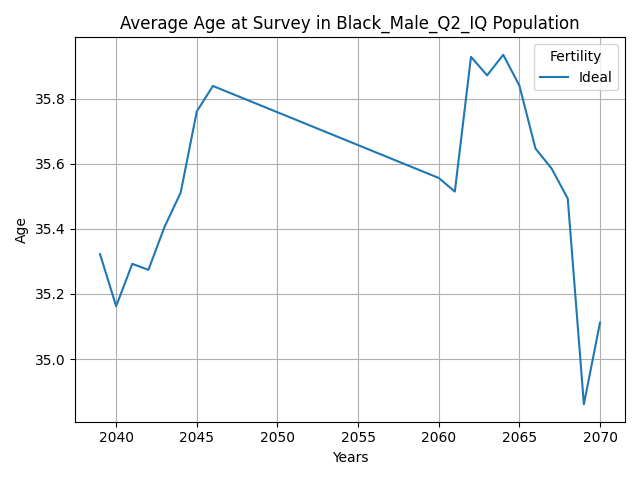 Average Age at Survey in Black_Male_Q2_IQ Population
Fertility
Ideal
35.8
35.6
35.4
35.2
35.0
Age
2040 2045 2050 2055 2060 2065 2070
Years